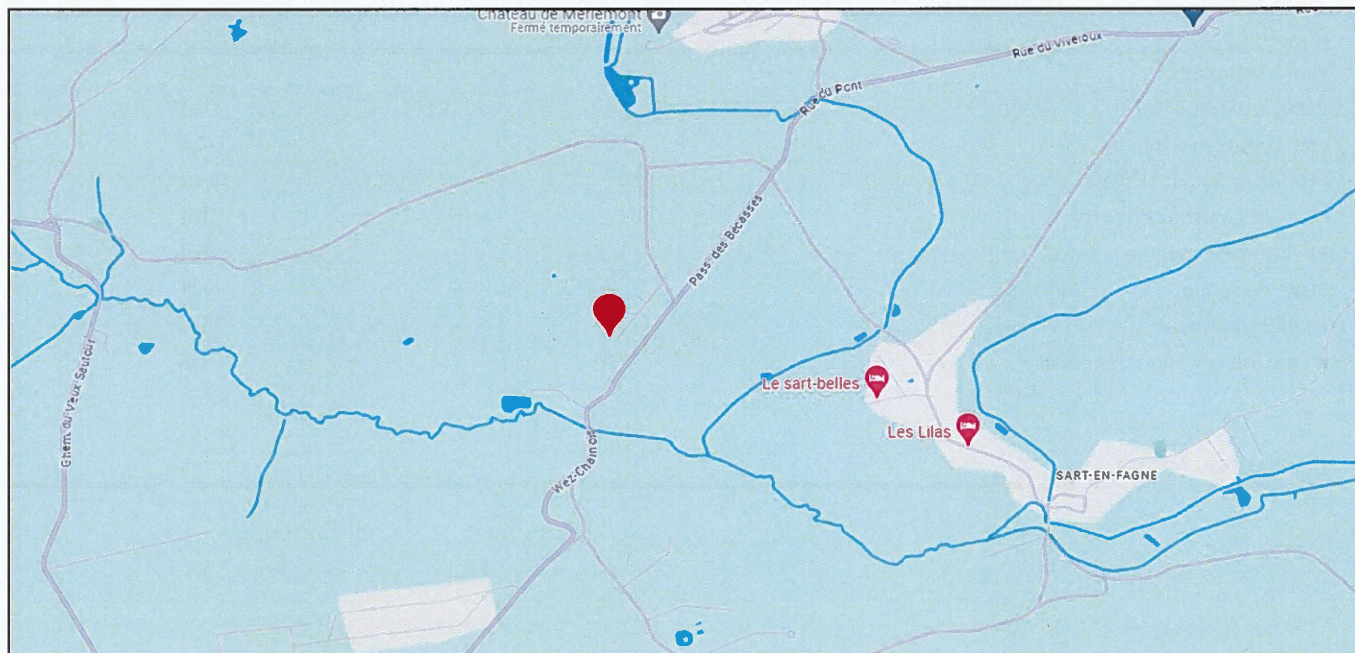 Château de Merlemont
Fermé temporairement
Rue du Viveroux
Rue du Pont
Pass. des Bécasses
Chem. du Vieux Sautour
Le sart-belles
Les Lilas
Wez-Chainoit
SART-EN-FAGNE